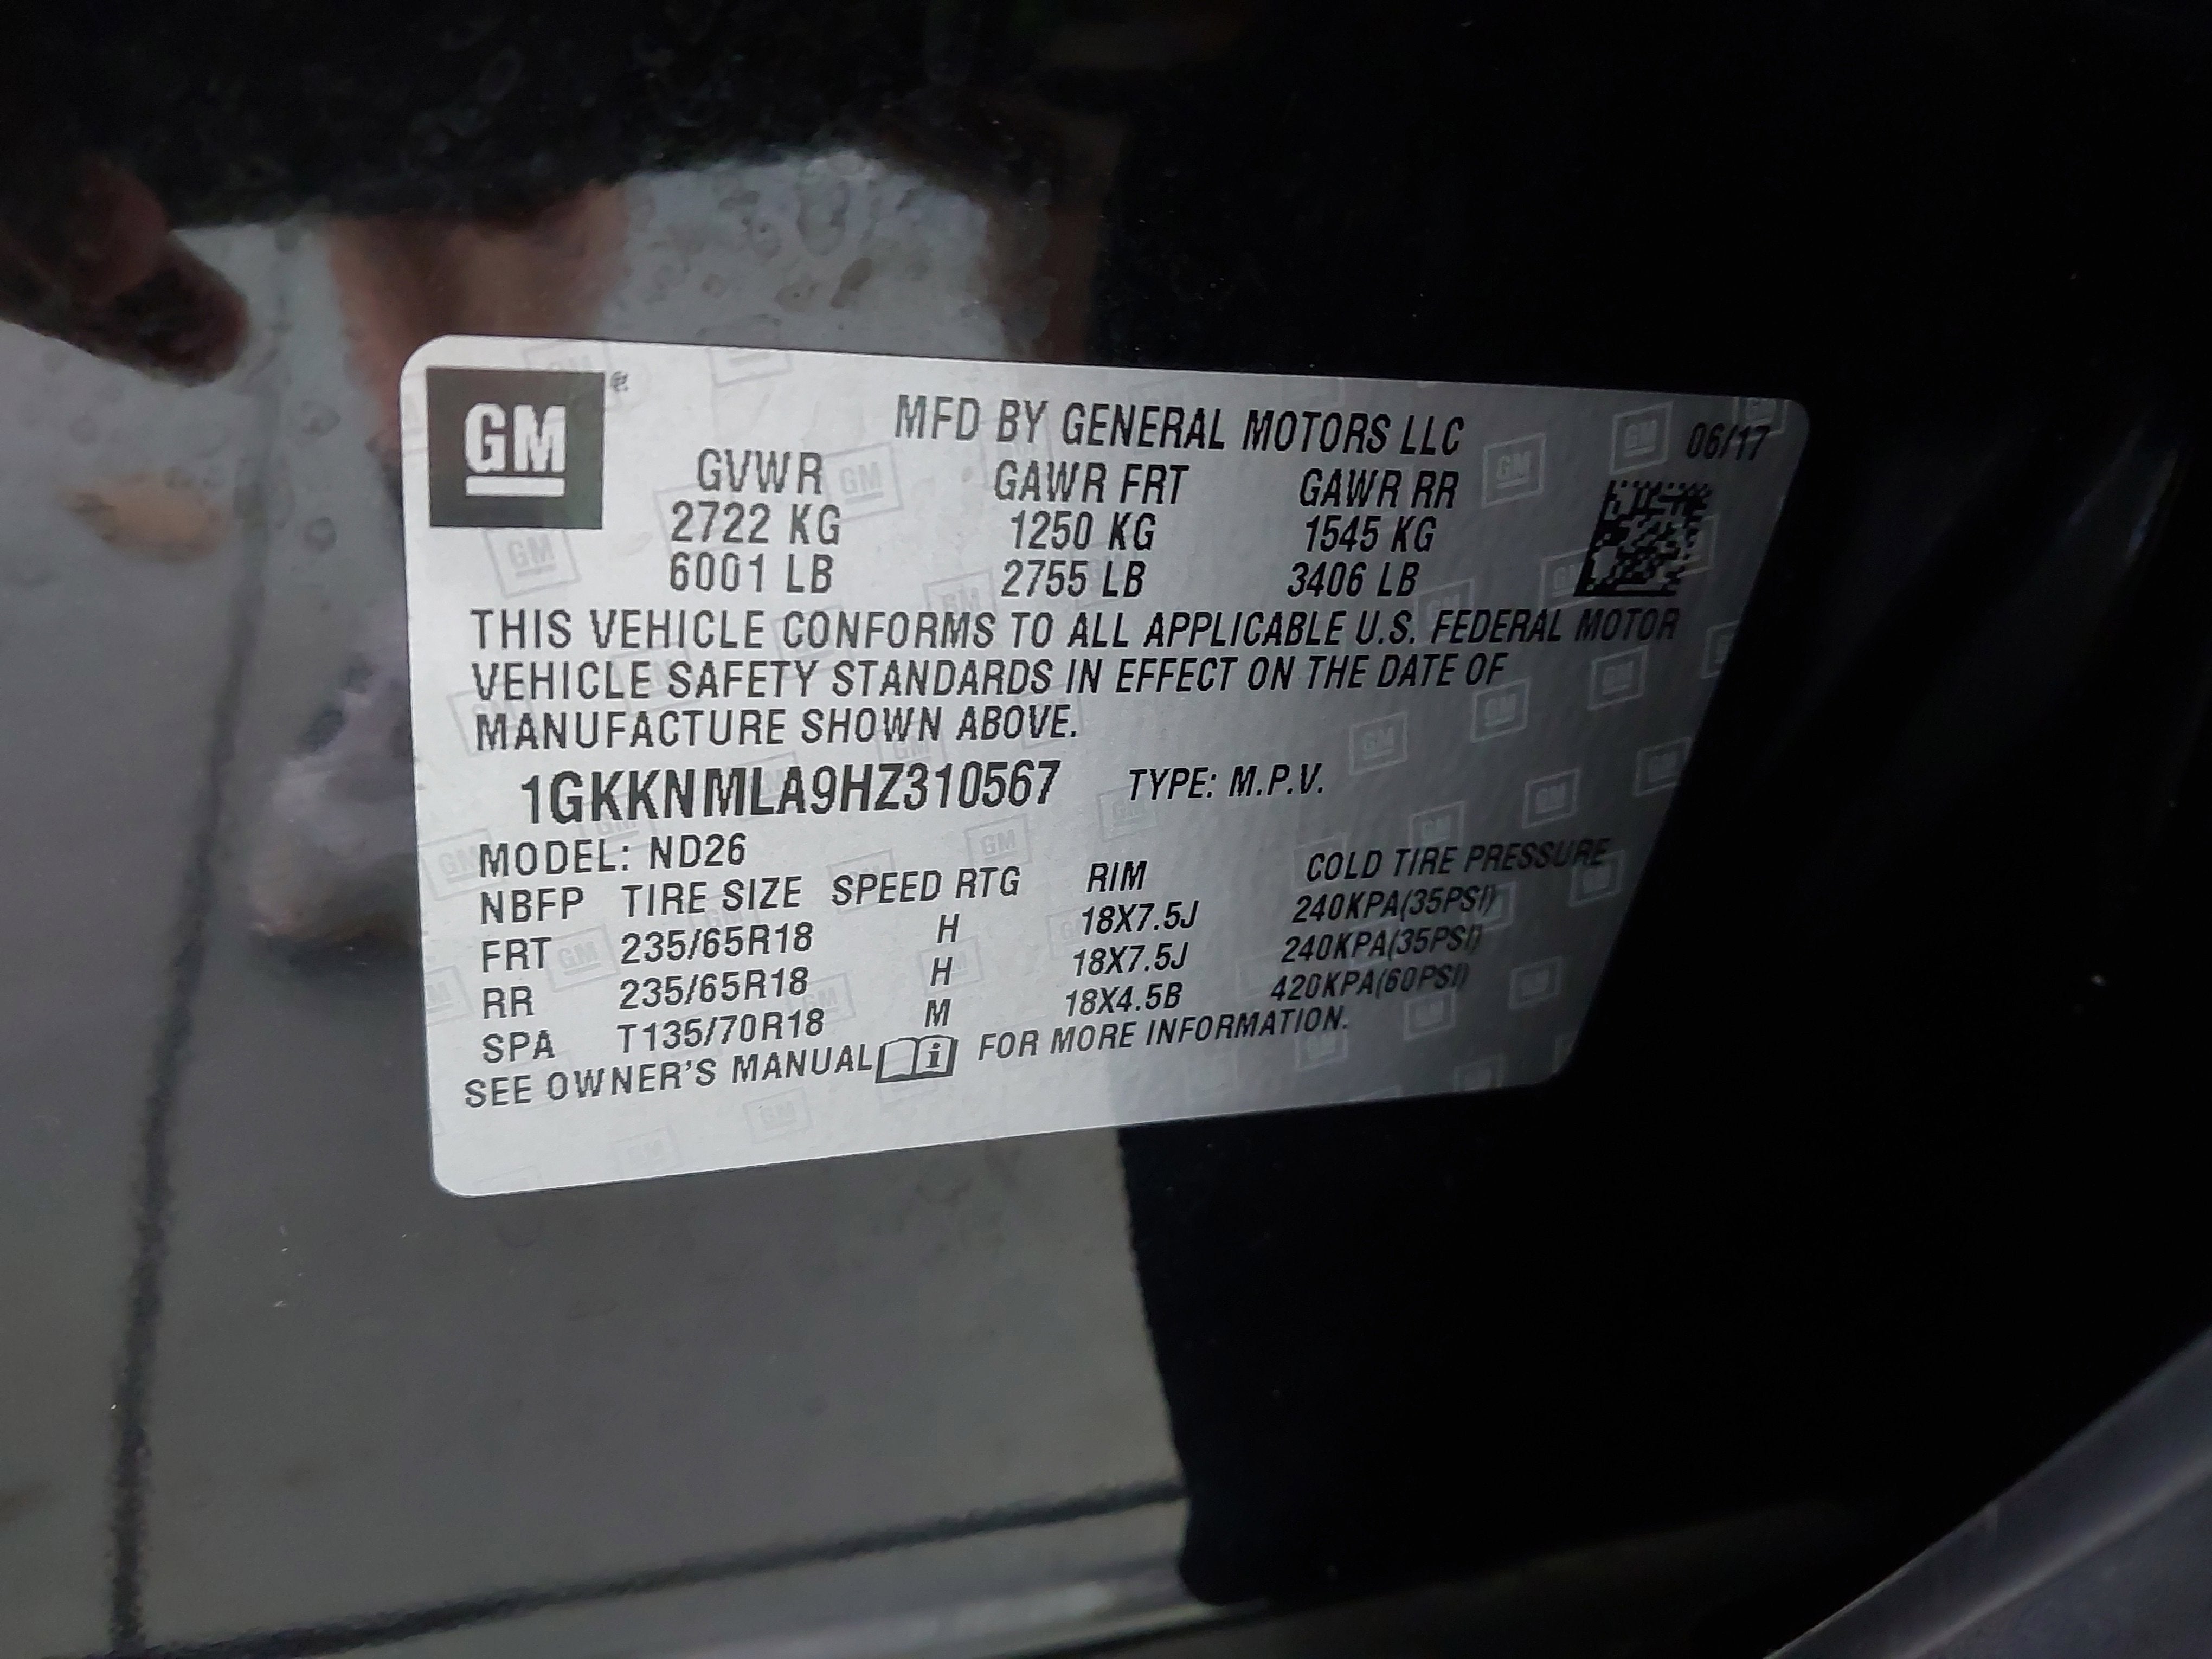 GM
MFD BY GENERAL MOTORS LLC 06/17
GVWR GAWR FRT GAWR RR
2722 KG 1250 KG 1545 KG
6001 LB 2755 LB 3406 LB
THIS VEHICLE CONFORMS TO ALL APPLICABLE U.S. FEDERAL MOTOR
VEHICLE SAFETY STANDARDS IN EFFECT ON THE DATE OF
MANUFACTURE SHOWN ABOVE.
1GKKNMLA9HZ310567 TYPE: M.P.V.
MODEL: ND26
NBFP TIRE SIZE SPEED RTG RIM COLD TIRE PRESSURE
FRT 235/65R18 H 18X7.5J 240KPA(35PSI)
RR 235/65R18 H 18X7.5J 240KPA(35PSI)
SPA T135/70R18 M 18X4.5B 420KPA(60PSI)
SEE OWNER'S MANUAL i FOR MORE INFORMATION.